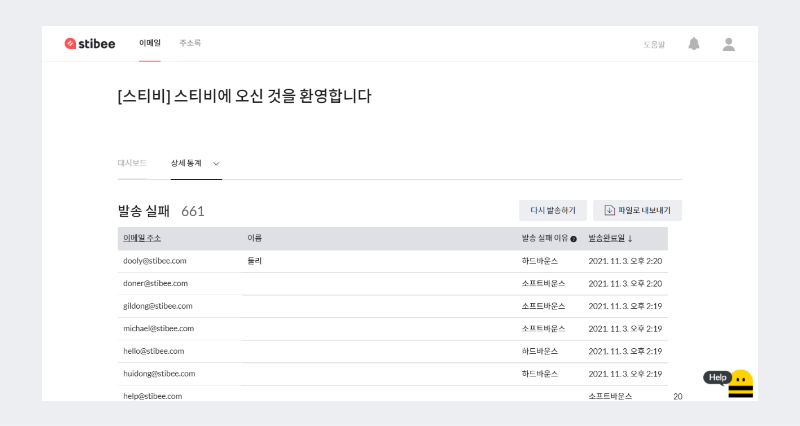 stibee 이메일 주소록 도움말
[스티비] 스티비에 오신 것을 환영합니다
대시보드 상세 통계
발송 실패 661 다시 발송하기 파일로 내보내기
이메일 주소 이름 발송 실패 이유 ? 발송완료일 ↓
dooly@stibee.com 둘리 하드바운스 2021. 11. 3. 오후 2:20
doner@stibee.com 소프트바운스 2021. 11. 3. 오후 2:20
gildong@stibee.com 소프트바운스 2021. 11. 3. 오후 2:19
michael@stibee.com 소프트바운스 2021. 11. 3. 오후 2:19
hello@stibee.com 하드바운스 2021. 11. 3. 오후 2:19
huidong@stibee.com 하드바운스 2021. 11. 3. 오후 2:19
help@stibee.com 소프트바운스 20
Help